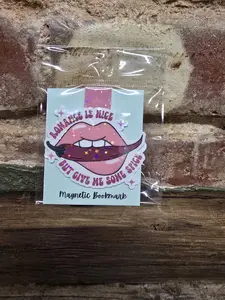 ROMANCE IS NICE
BUT GIVE ME SOME SPICE
Magnetic Bookmark